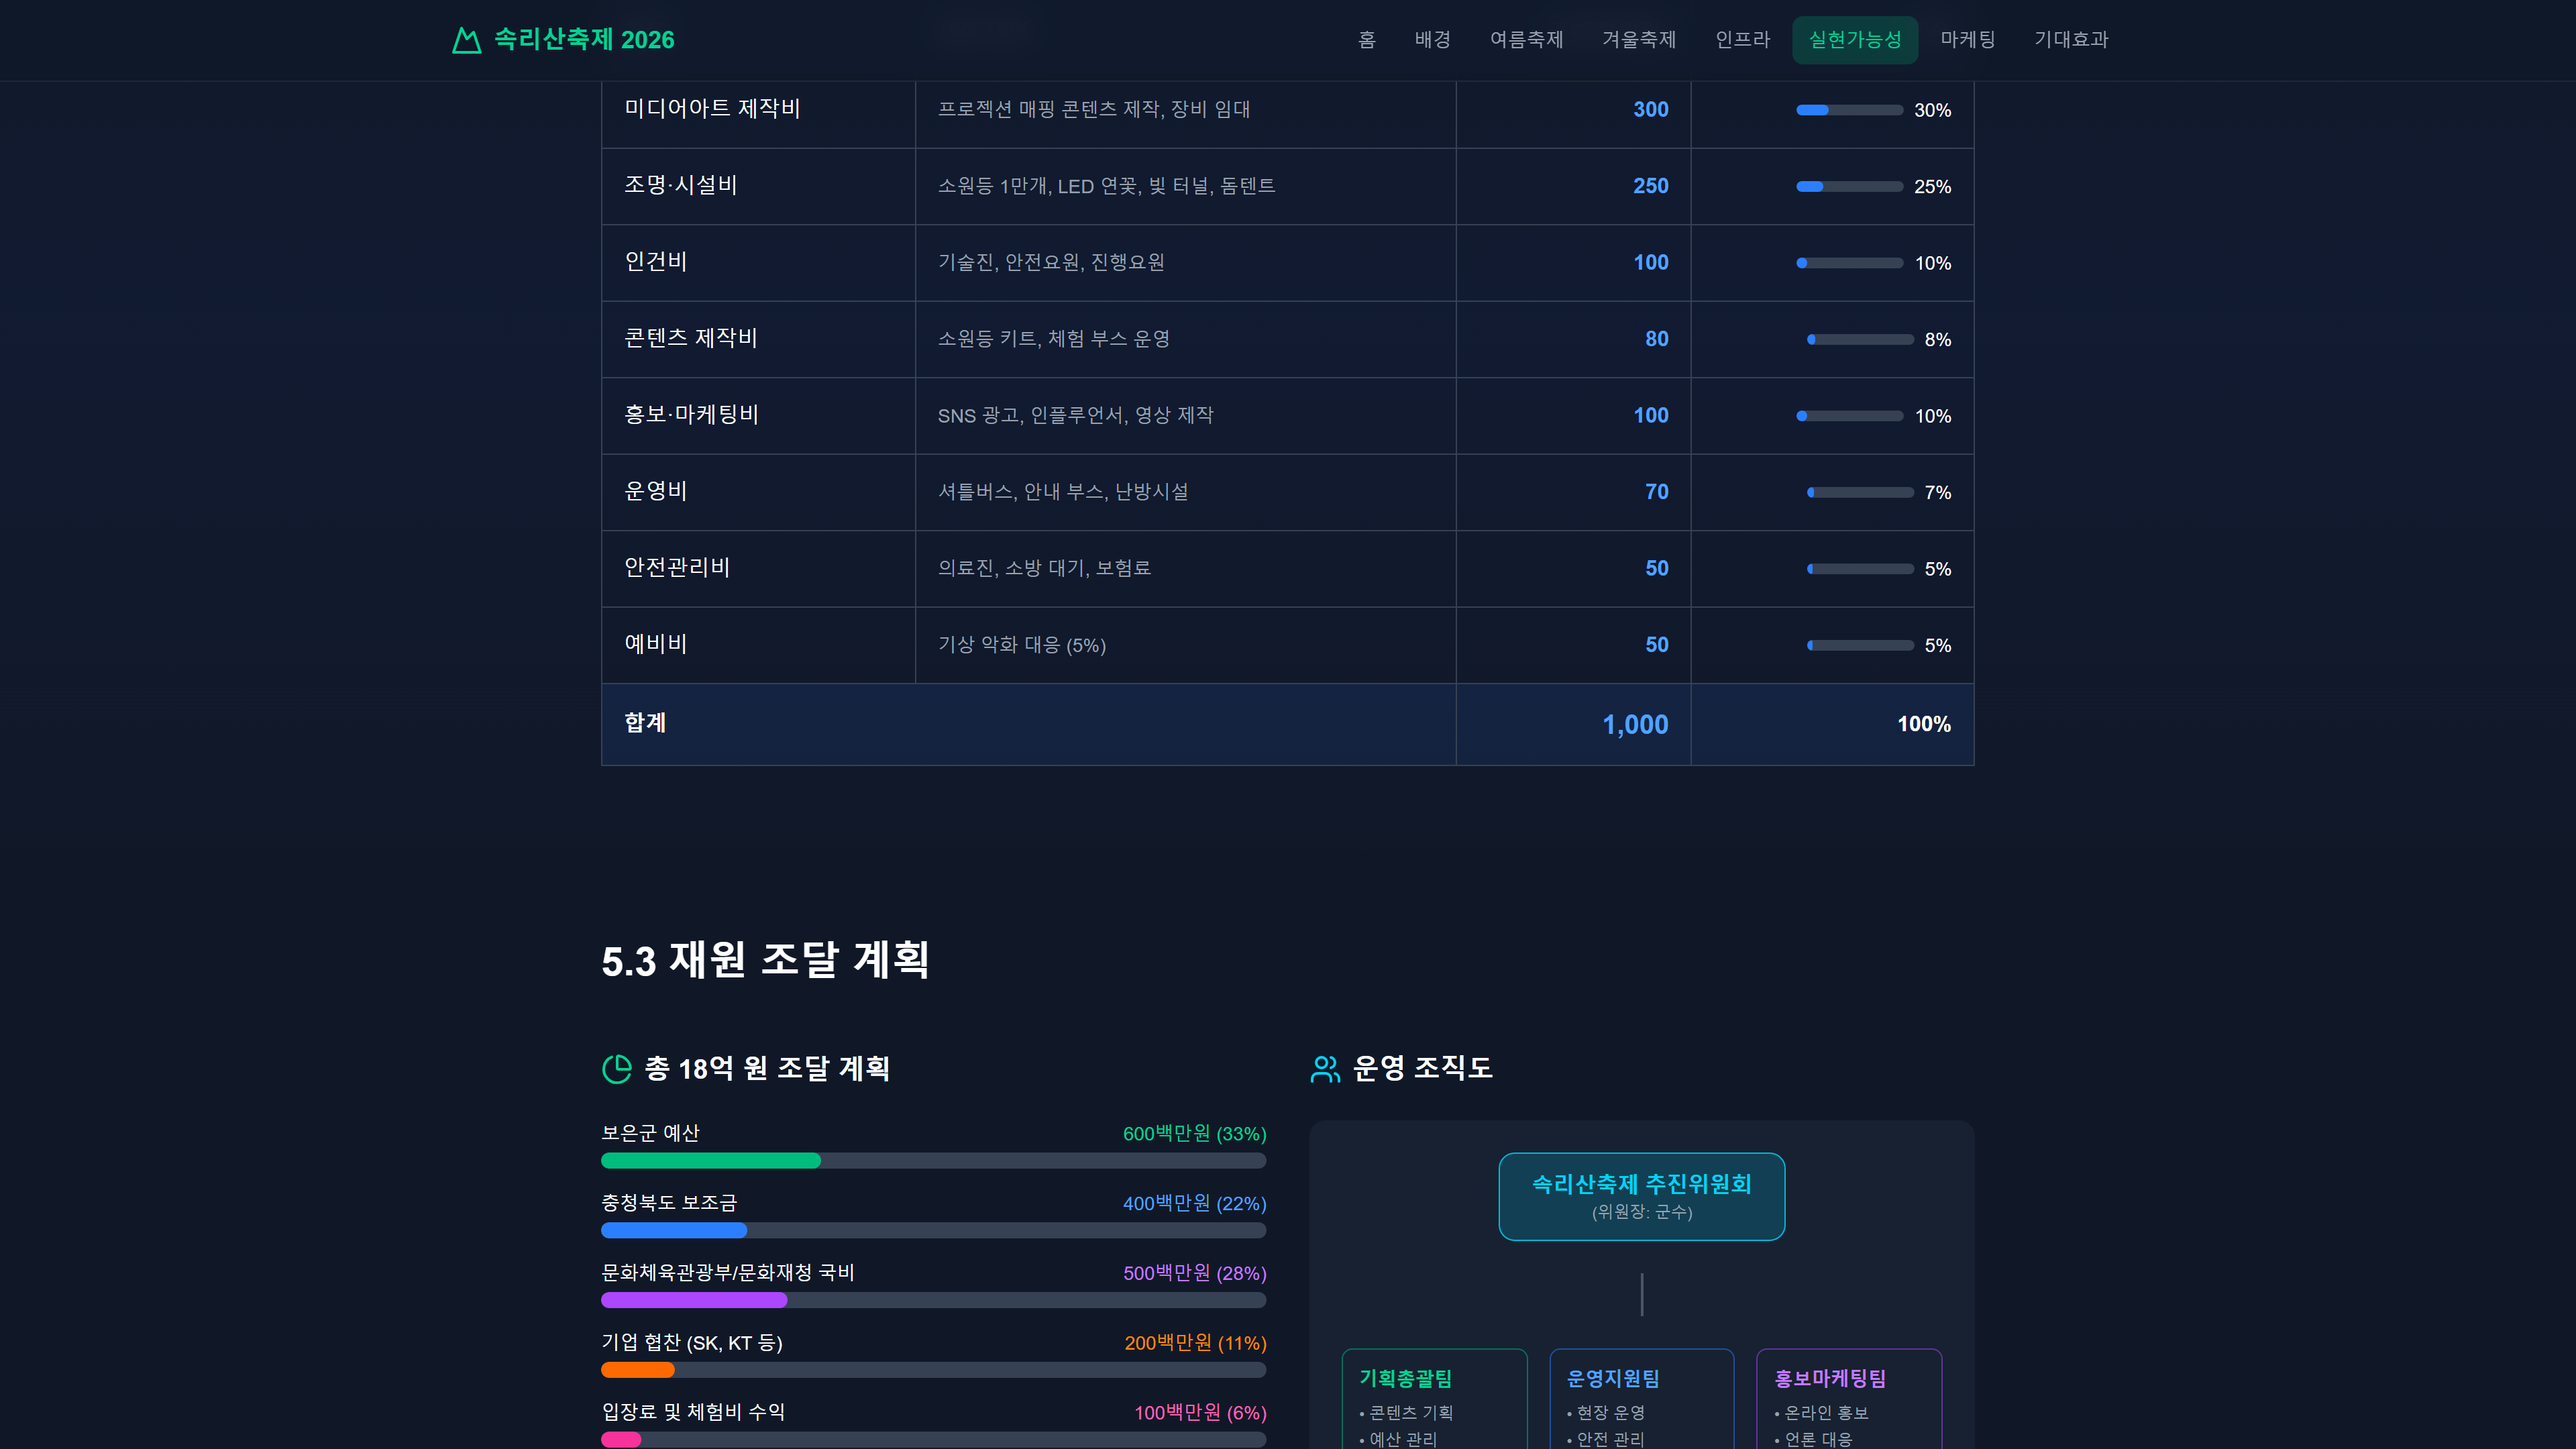 속리산축제 2026
홈 배경 여름축제 겨울축제 인프라 실현가능성 마케팅 기대효과
미디어아트 제작비 프로젝션 매핑 콘텐츠 제작, 장비 임대 300 30%
조명·시설비 소원등 1만개, LED 연꽃, 빛 터널, 돔텐트 250 25%
인건비 기술진, 안전요원, 진행요원 100 10%
콘텐츠 제작비 소원등 키트, 체험 부스 운영 80 8%
홍보·마케팅비 SNS 광고, 인플루언서, 영상 제작 100 10%
운영비 셔틀버스, 안내 부스, 난방시설 70 7%
안전관리비 의료진, 소방 대기, 보험료 50 5%
예비비 기상 악화 대응 (5%) 50 5%
합계 1,000 100%
5.3 재원 조달 계획
총 18억 원 조달 계획
보은군 예산 600백만원 (33%)
충청북도 보조금 400백만원 (22%)
문화체육관광부/문화재청 국비 500백만원 (28%)
기업 협찬 (SK, KT 등) 200백만원 (11%)
입장료 및 체험비 수익 100백만원 (6%)
운영 조직도
속리산축제 추진위원회
(위원장: 군수)
기획총괄팀
• 콘텐츠 기획
• 예산 관리
운영지원팀
• 현장 운영
• 안전 관리
홍보마케팅팀
• 온라인 홍보
• 언론 대응